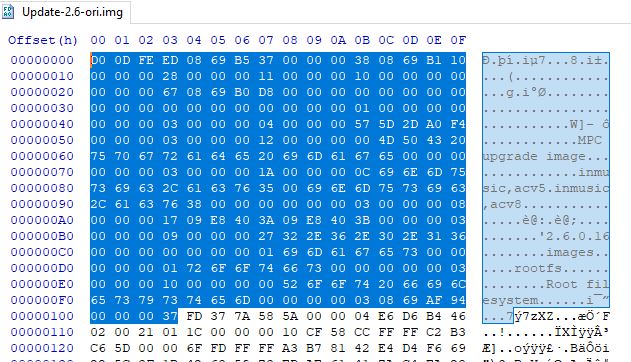 Update-2.6-ori.img
Offset(h) 00 01 02 03 04 05 06 07 08 09 0A 0B 0C 0D 0E 0F
00000000 D0 0D FE ED 08 69 B5 37 00 00 00 38 08 69 B1 10 Ð.þí.iµ7...8.i±.
00000010 00 00 00 28 00 00 00 11 00 00 00 10 00 00 00 00 ...(............
00000020 00 00 00 67 08 69 B0 D8 00 00 00 00 00 00 00 00 ...g.i°Ø........
00000030 00 00 00 00 00 00 00 00 00 00 00 01 00 00 00 00 ................
00000040 00 00 00 03 00 00 00 04 00 00 00 57 5D 2D A0 F4 ...........W]- ô
00000050 00 00 00 03 00 00 00 12 00 00 00 00 4D 50 43 20 ............MPC
00000060 75 70 67 72 61 64 65 20 69 6D 61 67 65 00 00 00 upgrade image...
00000070 00 00 00 03 00 00 00 1A 00 00 00 0C 69 6E 6D 75 ............inmu
00000080 73 69 63 2C 61 63 76 35 00 69 6E 6D 75 73 69 63 sic,acv5.inmusic
00000090 2C 61 63 76 38 00 00 00 00 00 00 03 00 00 00 08 ,acv8...........
000000A0 00 00 00 17 09 E8 40 3A 09 E8 40 3B 00 00 00 03 .....è@:.è@;....
000000B0 00 00 00 09 00 00 00 27 32 2E 36 2E 30 2E 31 36 .......'2.6.0.16
000000C0 00 00 00 00 00 00 00 01 69 6D 61 67 65 73 00 00 ........images..
000000D0 00 00 00 01 72 6F 6F 74 66 73 00 00 00 00 00 03 ....rootfs......
000000E0 00 00 00 10 00 00 00 00 52 6F 6F 74 20 66 69 6C ........Root fil
000000F0 65 73 79 73 74 65 6D 00 00 00 00 03 08 69 AF 94 esystem......i¯”
00000100 00 00 00 37 FD 37 7A 58 5A 00 00 04 E6 D6 B4 46 ...7ý7zXZ...æÖ´F
00000110 02 00 21 01 1C 00 00 00 10 CF 58 CC FF FF C2 B3 ..!......ÏXÌÿÿÂ³
00000120 C6 5D 00 00 6F FD FF FF A3 B7 81 42 E4 D4 F6 69 Æ]..oýÿÿ£·.BäÔöi